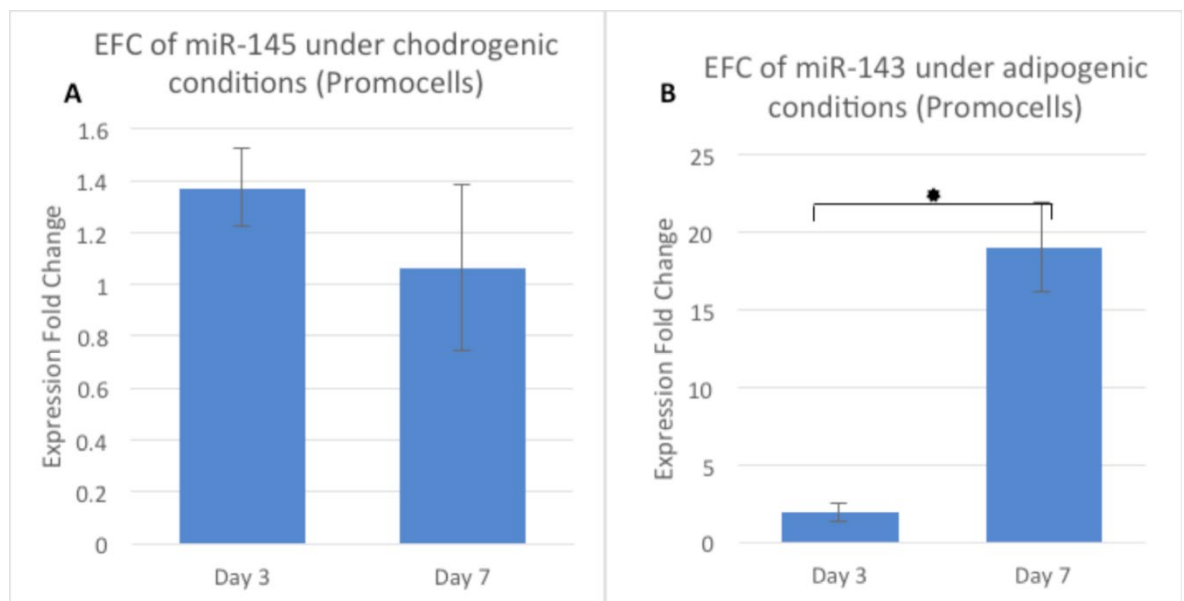 EFC of miR-145 under chodrogenic
conditions (Promocells)
A
1.6
1.4
1.2
1
0.8
0.6
0.4
0.2
0
Expression Fold Change
Day 3 Day 7
EFC of miR-143 under adipogenic
conditions (Promocells)
B
25
20
15
10
5
0
Expression Fold Change
*
Day 3 Day 7